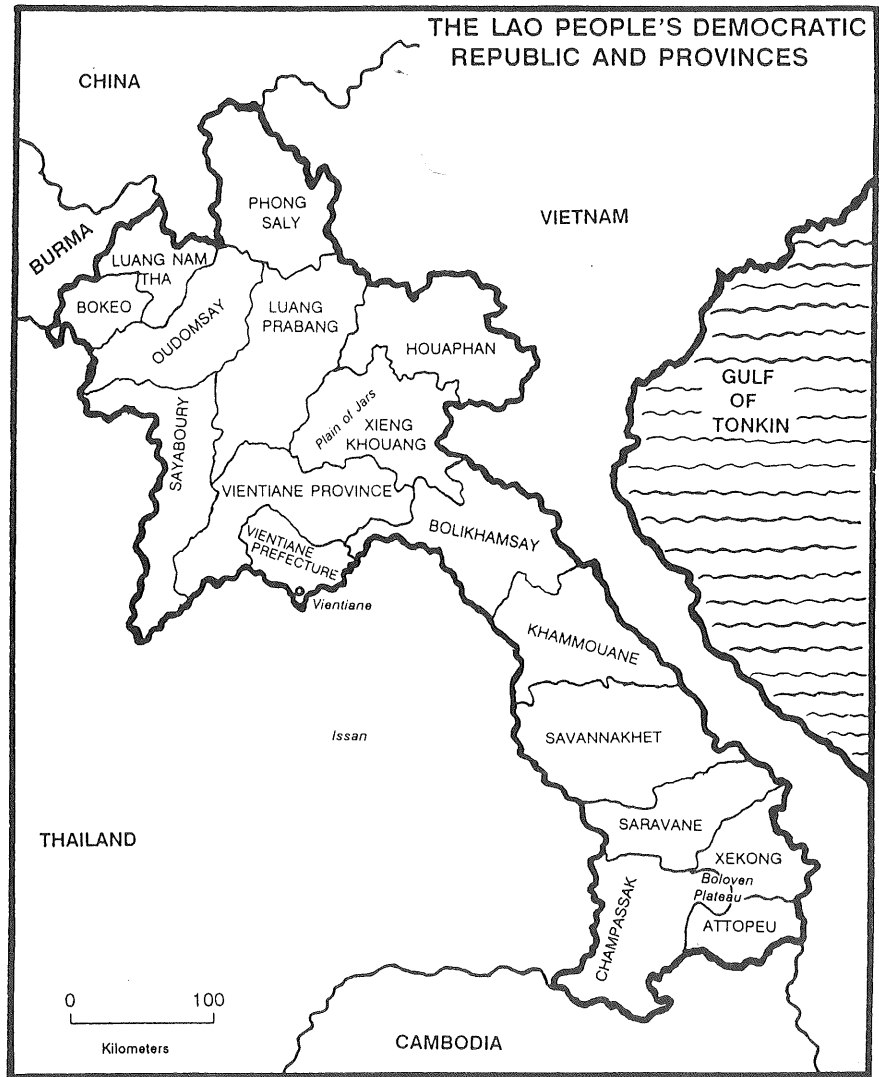 THE LAO PEOPLE'S DEMOCRATIC
REPUBLIC AND PROVINCES
CHINA
PHONG
SALY
VIETNAM
BURMA
LUANG NAM
THA
BOKEO
OUDOMSAY
LUANG
PRABANG
HOUAPHAN
GULF
OF
TONKIN
Plain of Jars
XIENG
KHOUANG
SAYABOURY
VIENTIANE PROVINCE
BOLIKHAMSAY
VIENTIANE
PREFECTURE
Vientiane
KHAMMOUANE
Issan
SAVANNAKHET
THAILAND
SARAVANE
XEKONG
Boloven
Plateau
ATTOPEU
CHAMPASSAK
0 100
Kilometers
CAMBODIA